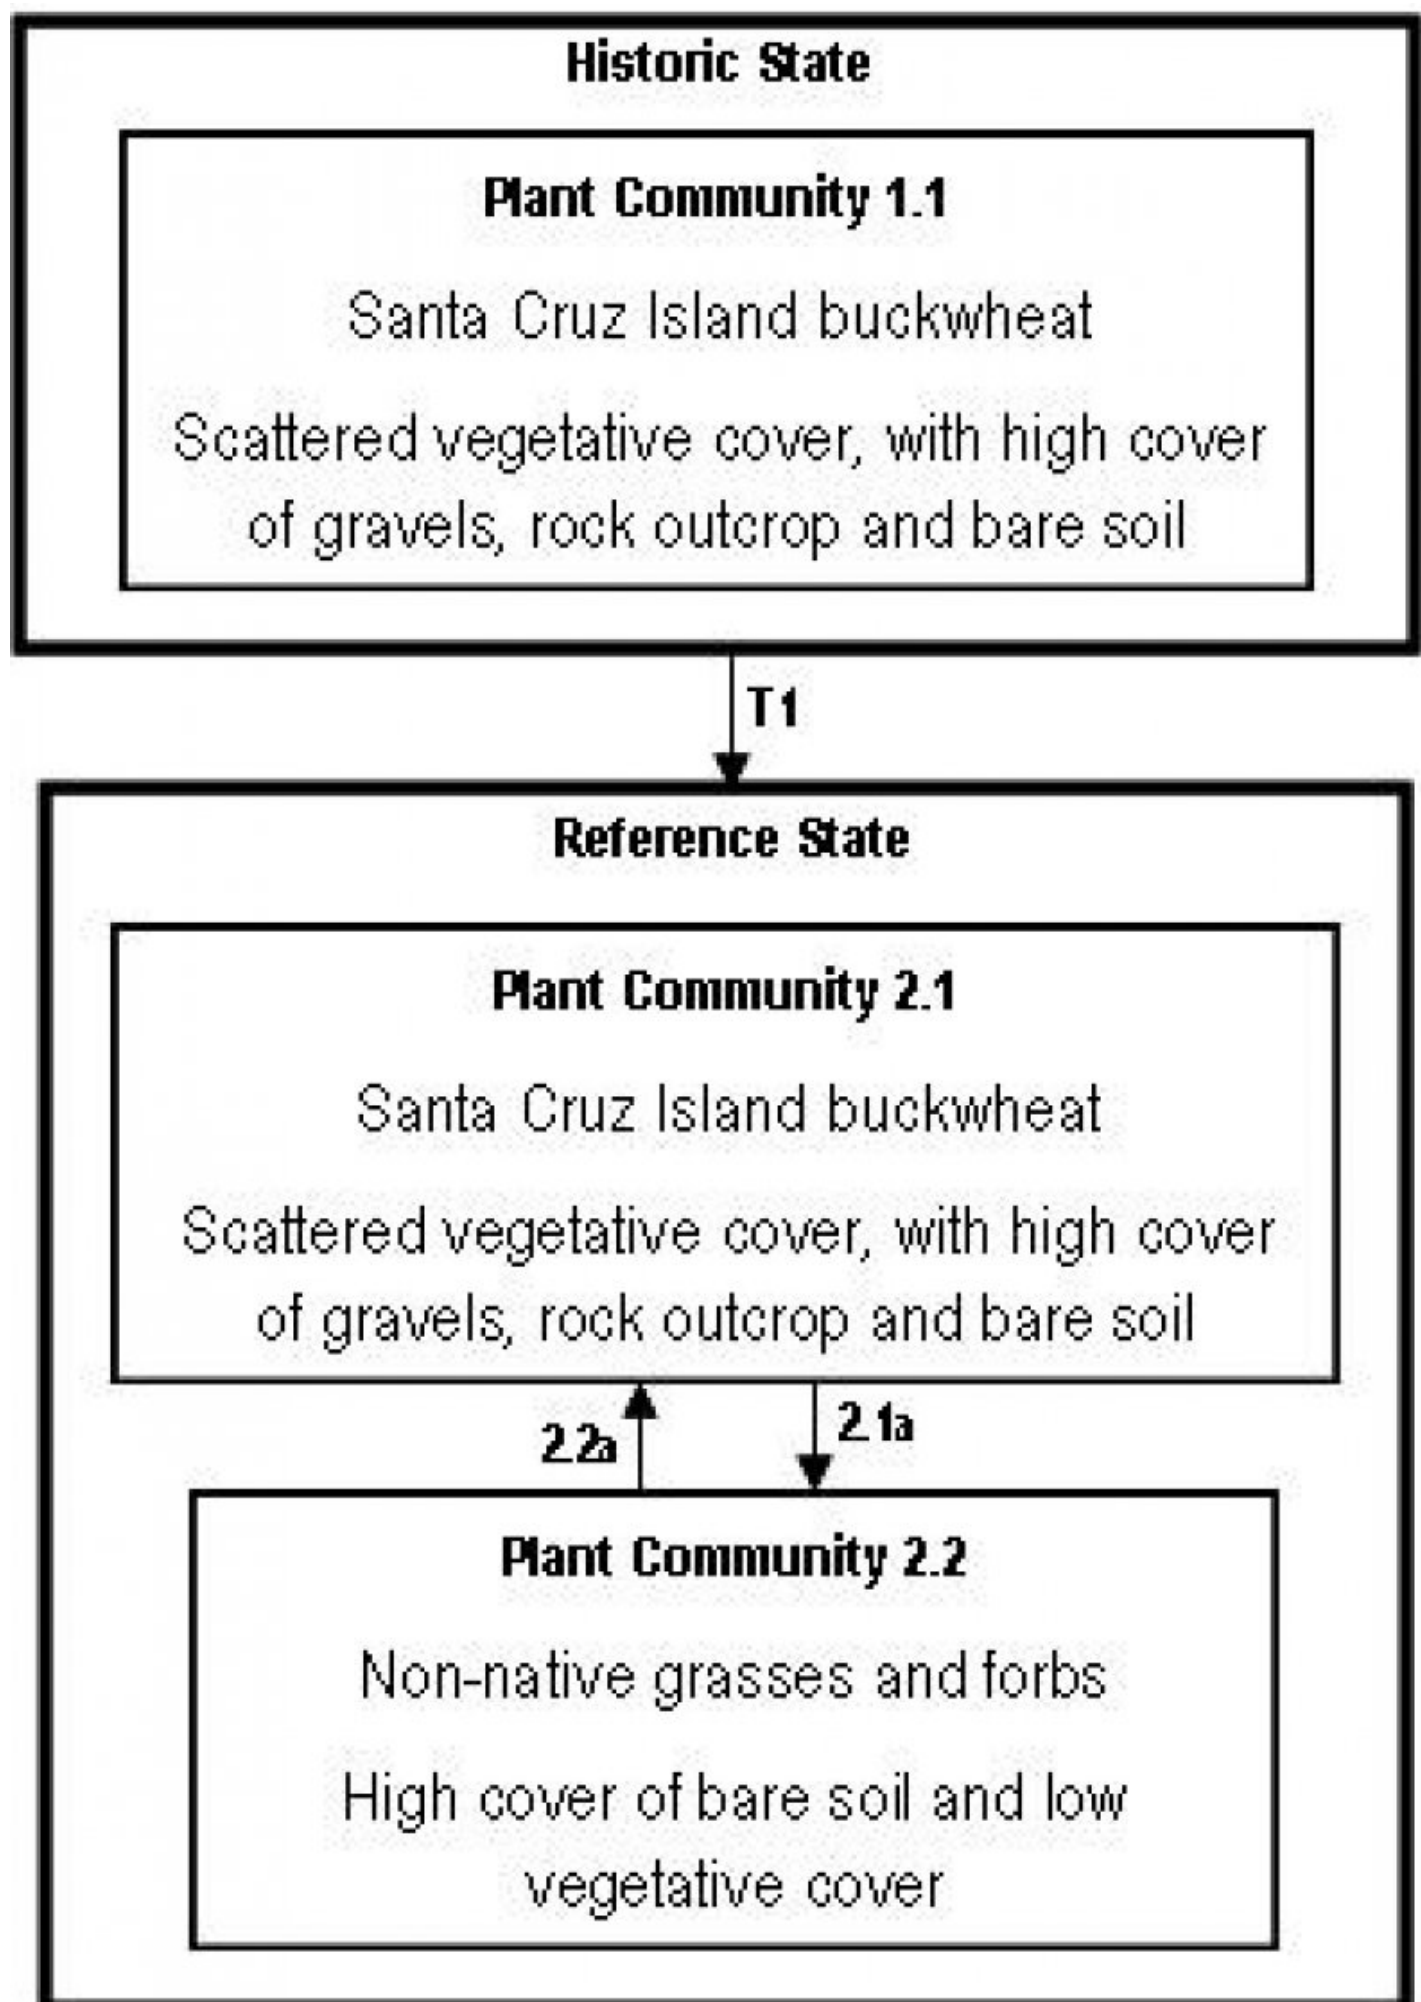 Historic State
Plant Community 1.1
Santa Cruz Island buckwheat
Scattered vegetative cover, with high cover
of gravels, rock outcrop and bare soil
T1
Reference State
Plant Community 2.1
Santa Cruz Island buckwheat
Scattered vegetative cover, with high cover
of gravels, rock outcrop and bare soil
2.2a
2.1a
Plant Community 2.2
Non-native grasses and forbs
High cover of bare soil and low
vegetative cover